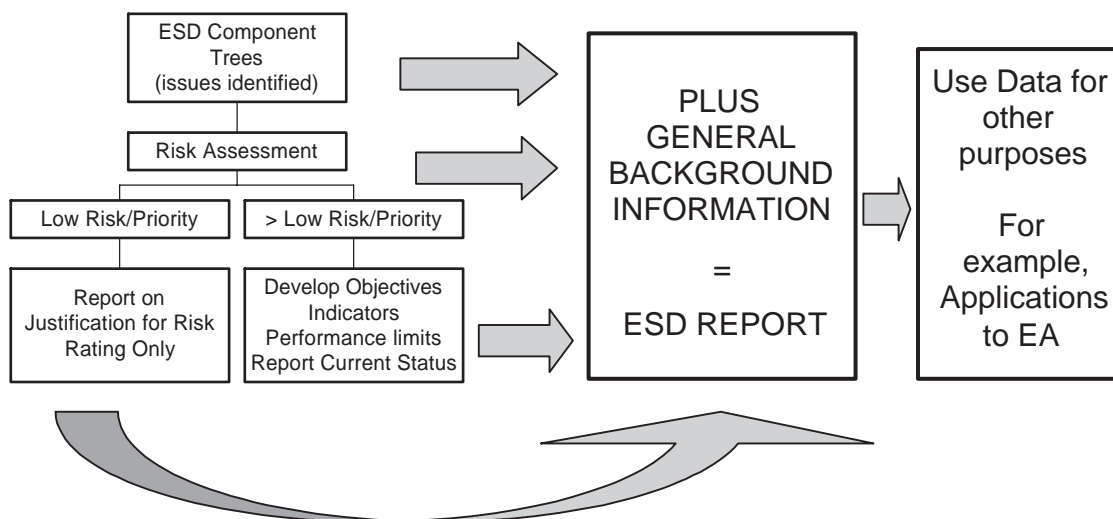 ESD Component
Trees
(issues identified)
Risk Assessment
Low Risk/Priority
> Low Risk/Priority
Report on
Justification for Risk
Rating Only
Develop Objectives
Indicators
Performance limits
Report Current Status
PLUS
GENERAL
BACKGROUND
INFORMATION
=
ESD REPORT
Use Data for
other
purposes
For
example,
Applications
to EA